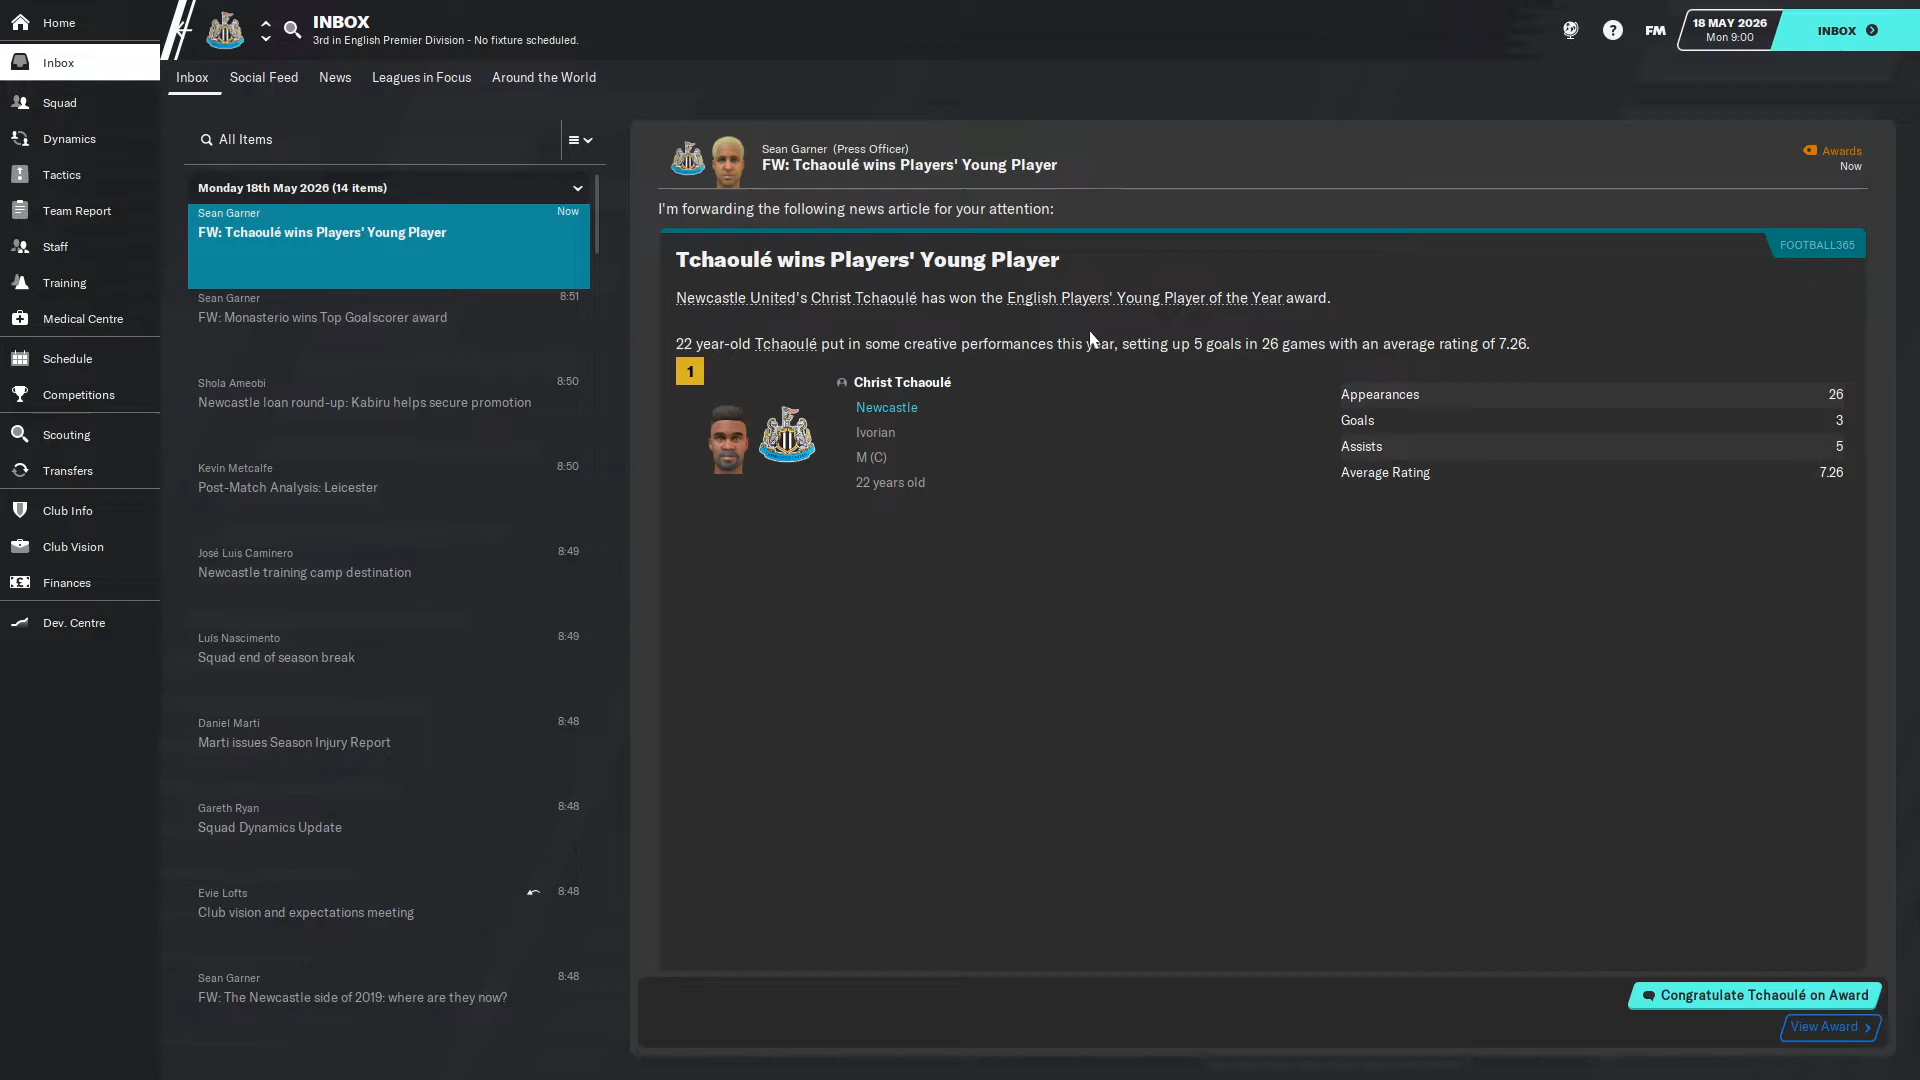 Home
Inbox
Squad
Dynamics
Tactics
Team Report
Staff
Training
Medical Centre
Schedule
Competitions
Scouting
Transfers
Club Info
Club Vision
Finances
Dev. Centre
INBOX
3rd in English Premier Division - No fixture scheduled.
FM
18 MAY 2026
Mon 9:00
INBOX
Inbox Social Feed News Leagues in Focus Around the World
All Items
Monday 18th May 2026 (14 items)
Sean Garner Now
FW: Tchaoulé wins Players' Young Player
Sean Garner 8:51
FW: Monasterio wins Top Goalscorer award
Shola Ameobi 8:50
Newcastle loan round-up: Kabiru helps secure promotion
Kevin Metcalfe 8:50
Post-Match Analysis: Leicester
José Luis Caminero 8:49
Newcastle training camp destination
Luís Nascimento 8:49
Squad end of season break
Daniel Marti 8:48
Marti issues Season Injury Report
Gareth Ryan 8:48
Squad Dynamics Update
Evie Lofts 8:48
Club vision and expectations meeting
Sean Garner 8:48
FW: The Newcastle side of 2019: where are they now?
Sean Garner (Press Officer)
FW: Tchaoulé wins Players' Young Player
Awards
Now
I'm forwarding the following news article for your attention:
FOOTBALL365
Tchaoulé wins Players' Young Player
Newcastle United's Christ Tchaoulé has won the English Players' Young Player of the Year award.
22 year-old Tchaoulé put in some creative performances this year, setting up 5 goals in 26 games with an average rating of 7.26.
1
Christ Tchaoulé
Newcastle
Ivorian
M (C)
22 years old
Appearances 26
Goals 3
Assists 5
Average Rating 7.26
Congratulate Tchaoulé on Award
View Award